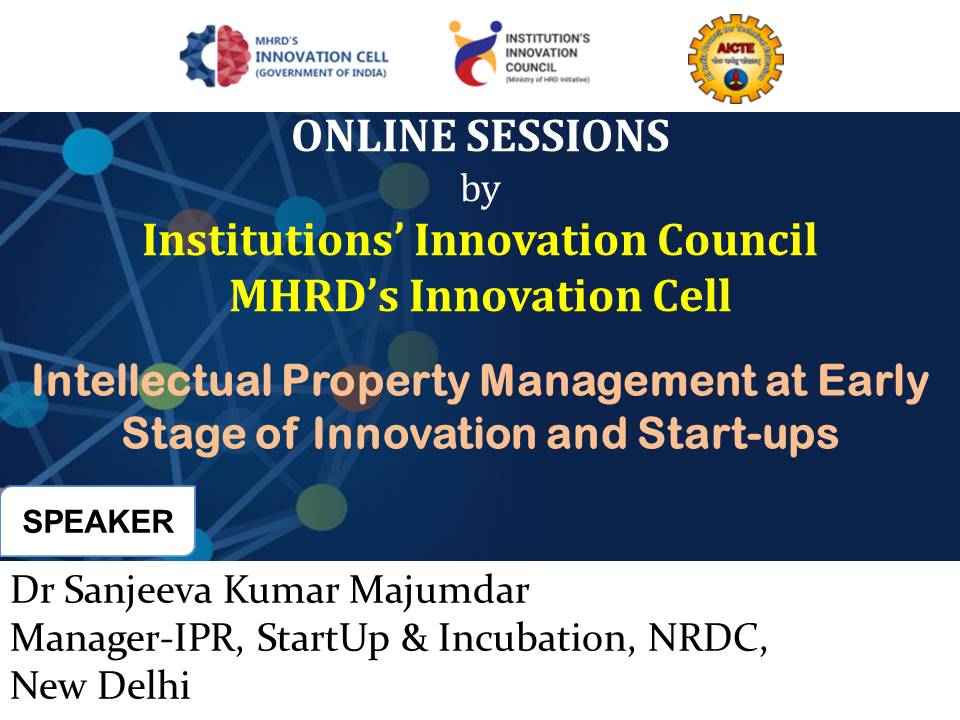 MHRD'S
INNOVATION CELL
(GOVERNMENT OF INDIA)
INSTITUTION'S
INNOVATION
COUNCIL
(Ministry of HRD Initiative)
AICTE
ONLINE SESSIONS
by
Institutions’ Innovation Council
MHRD’s Innovation Cell
Intellectual Property Management at Early
Stage of Innovation and Start-ups
SPEAKER
Dr Sanjeeva Kumar Majumdar
Manager-IPR, StartUp & Incubation, NRDC,
New Delhi